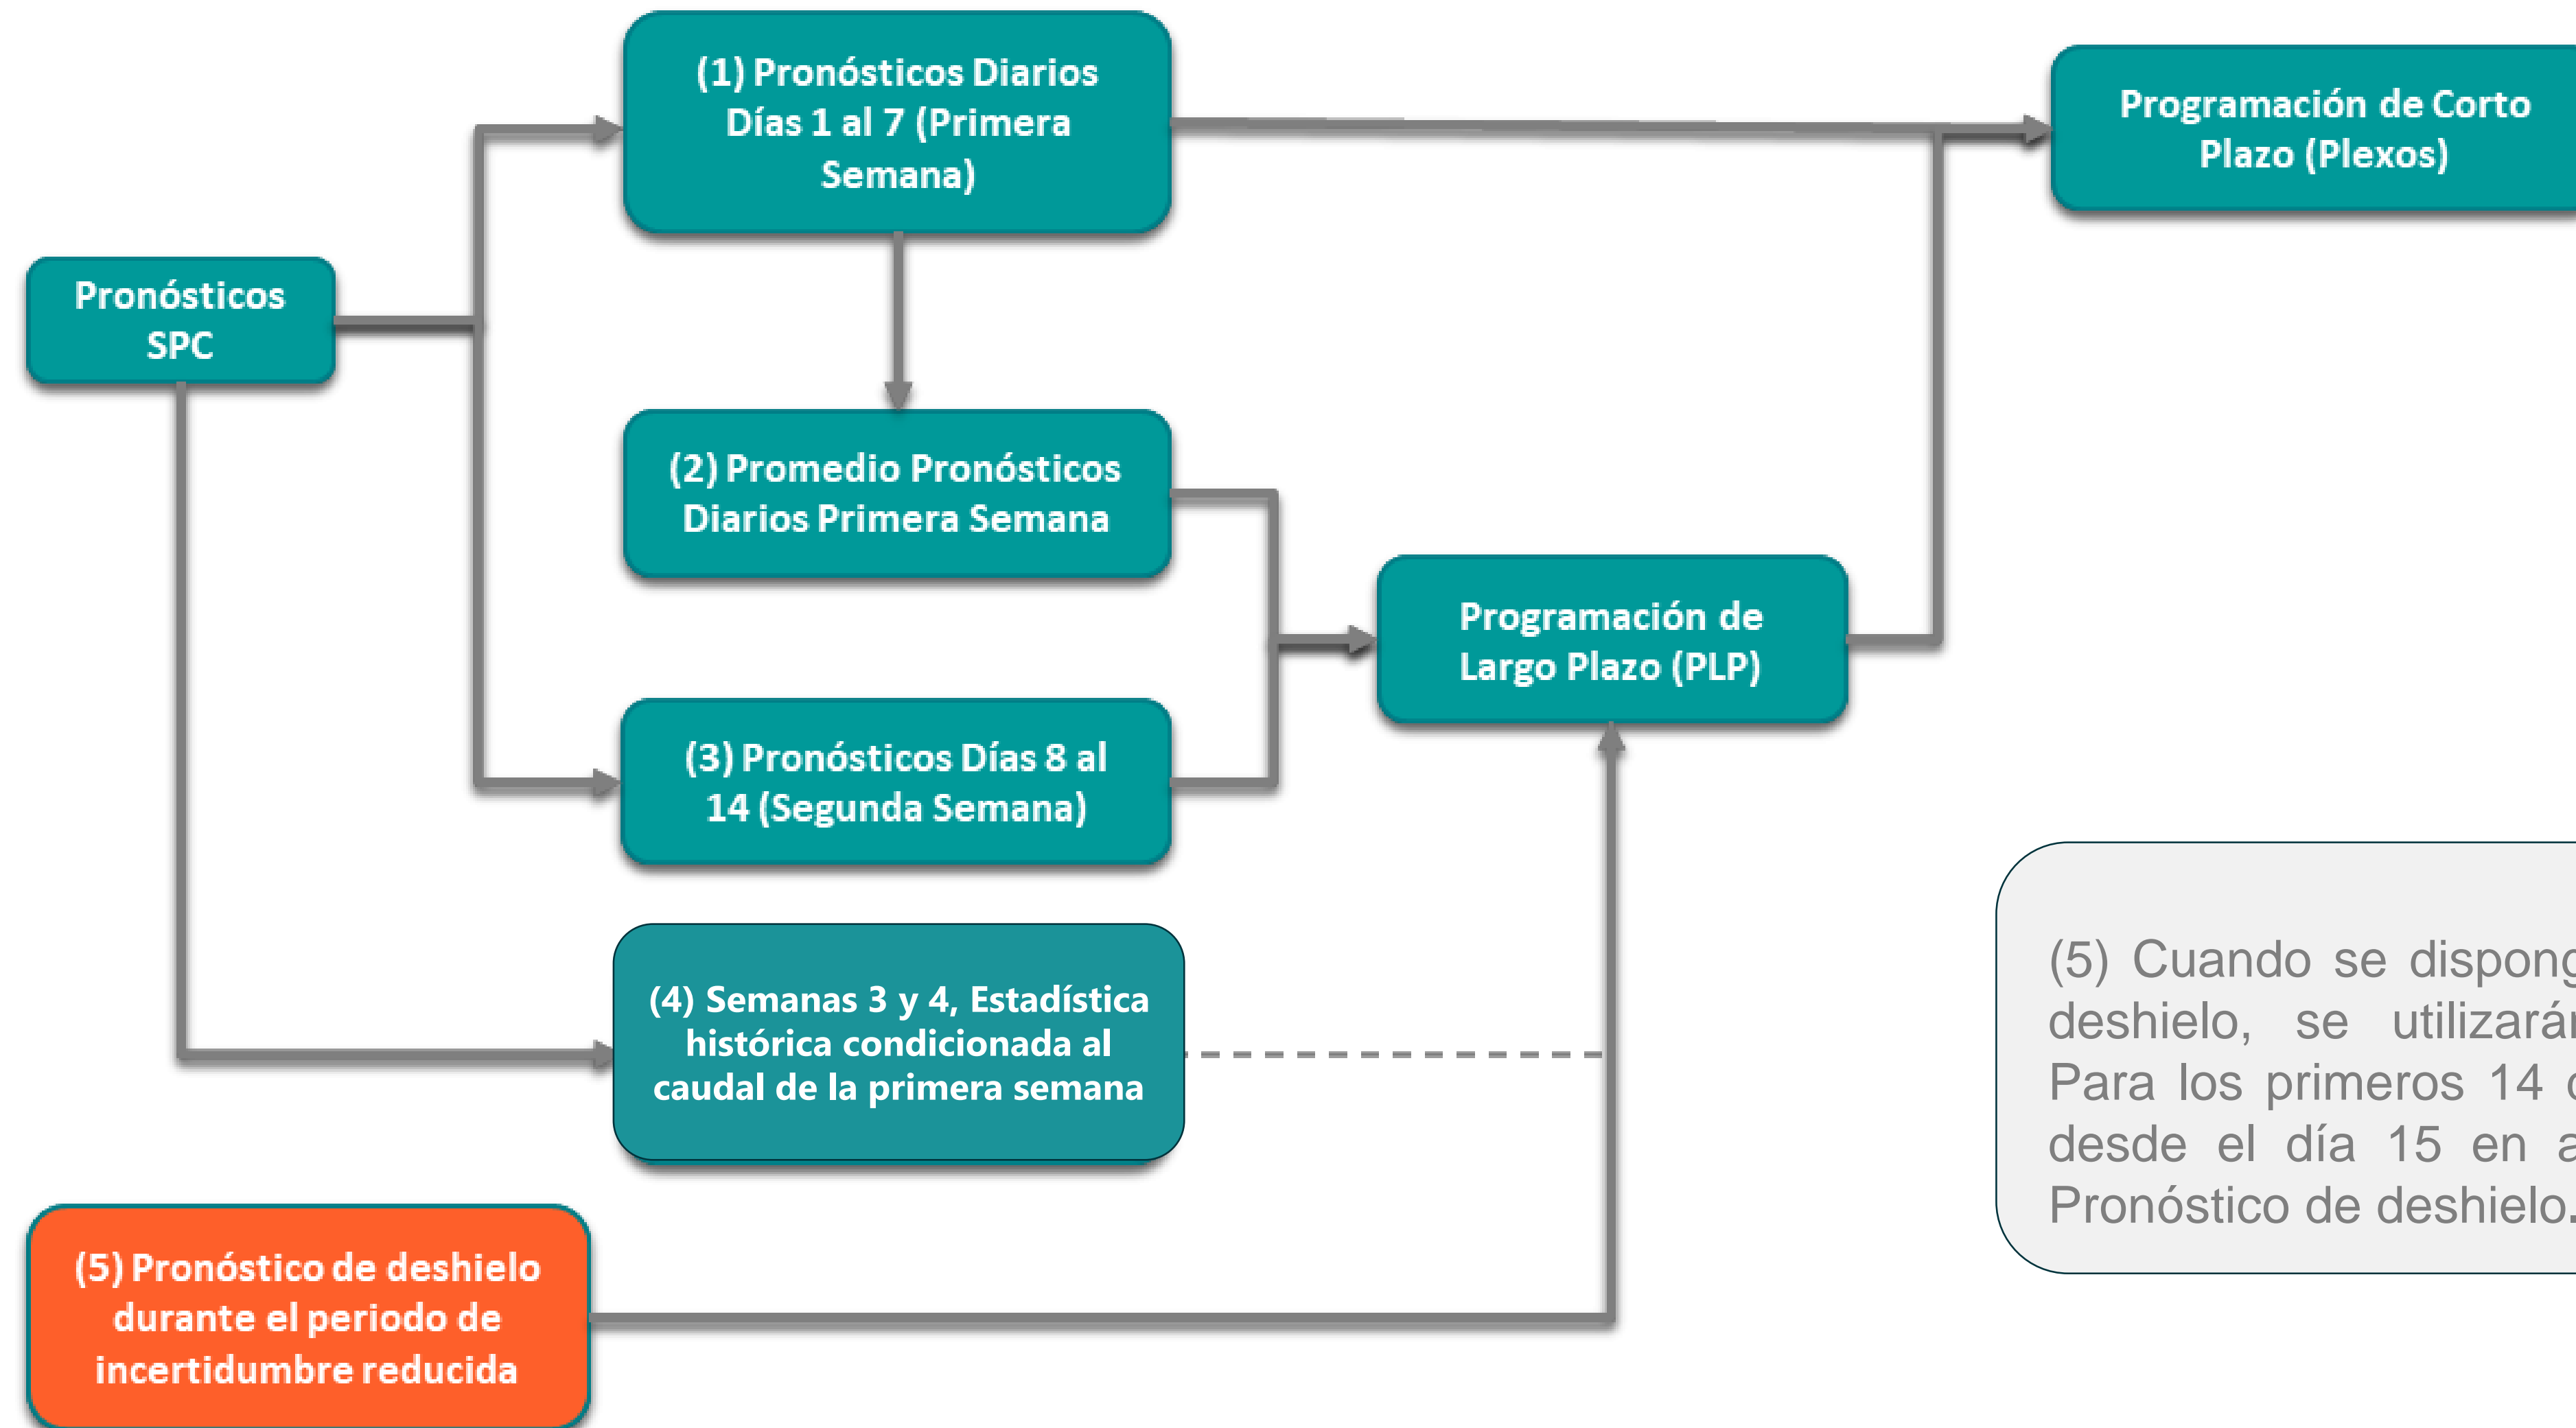 (1) Pronósticos Diarios
Días 1 al 7 (Primera
Semana)
Programación de Corto
Plazo (Plexos)
Pronósticos
SPC
(2) Promedio Pronósticos
Diarios Primera Semana
Programación de
Largo Plazo (PLP)
(3) Pronósticos Días 8 al
14 (Segunda Semana)
(4) Semanas 3 y 4, Estadística
histórica condicionada al
caudal de la primera semana
(5) Cuando se
deshielo, se
Para los primeros 14
desde el día 15 en
Pronóstico de deshielo.
(5) Pronóstico de deshielo
durante el periodo de
incertidumbre reducida